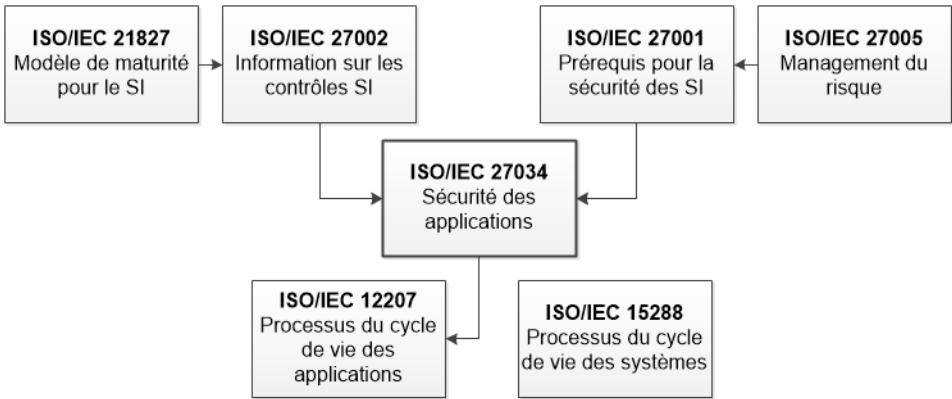 ISO/IEC 21827
Modèle de maturité
pour le SI
ISO/IEC 27002
Information sur les
contrôles SI
ISO/IEC 27001
Prérequis pour la
sécurité des SI
ISO/IEC 27005
Management du
risque
ISO/IEC 27034
Sécurité des
applications
ISO/IEC 12207
Processus du cycle
de vie des
applications
ISO/IEC 15288
Processus du cycle
de vie des systèmes